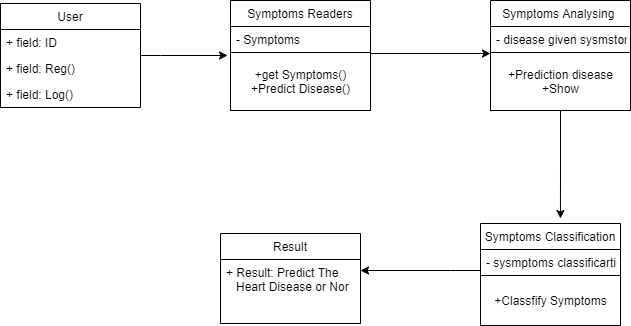 User
+ field: ID
+ field: Reg()
+ field: Log()
Symptoms Readers
- Symptoms
+get Symptoms()
+Predict Disease()
Symptoms Analysing
- disease given sysmstor
+Prediction disease
+Show
Symptoms Classification
- sysmptoms classificarti
+Classfify Symptoms
Result
+ Result: Predict The
Heart Disease or Nor